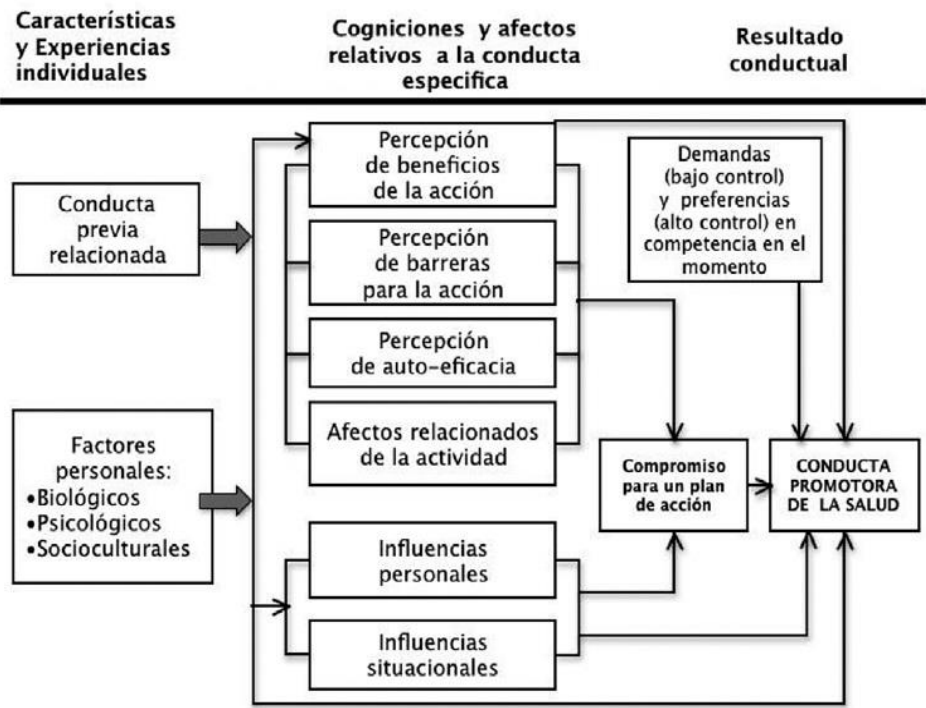 Características
y Experiencias
individuales
Cogniciones y afectos
relativos a la conducta
especifica
Resultado
conductual
Conducta
previa
relacionada
Factores
personales:
•Biológicos
•Psicológicos
•Socioculturales
Percepción
de beneficios
de la acción
Percepción
de barreras
para la acción
Percepción
de auto-eficacia
Afectos relacionados
de la actividad
Influencias
personales
Influencias
situacionales
Demandas
(bajo control)
y preferencias
(alto control) en
competencia en el
momento
Compromiso
para un plan
de acción
CONDUCTA
PROMOTORA
DE LA SALUD